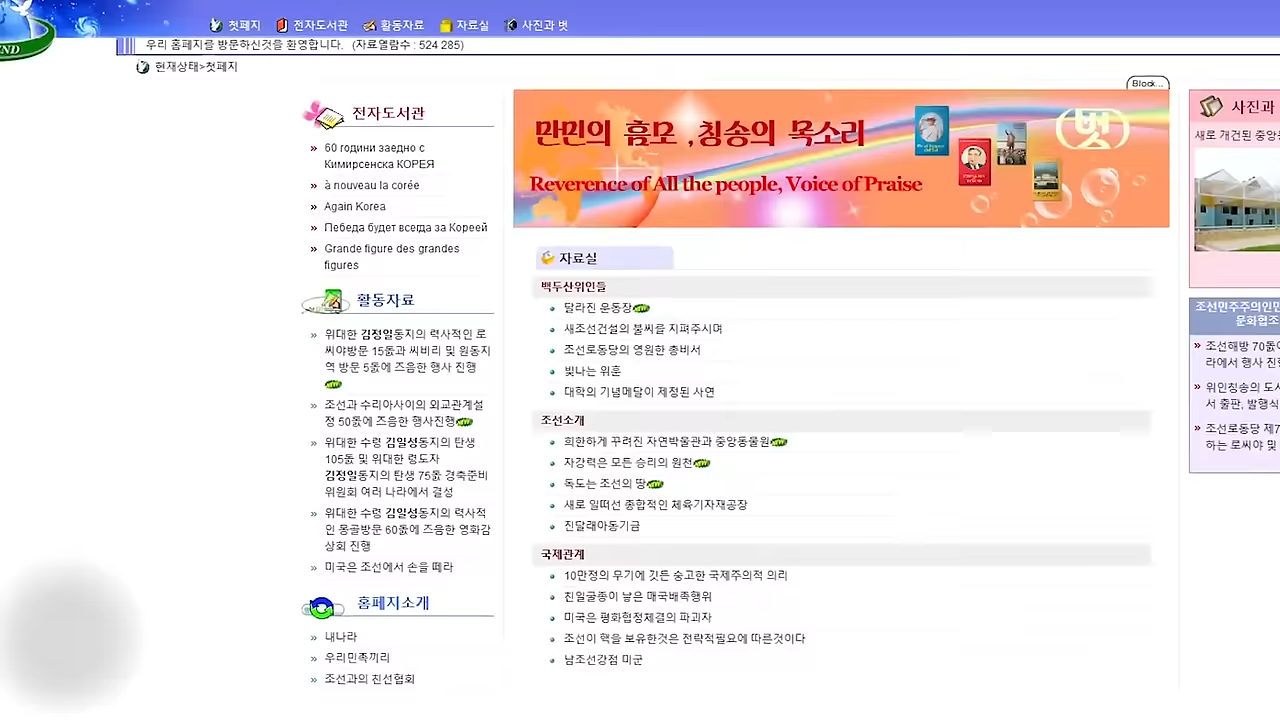 END
첫페지
전자도서관
활동자료
자료실
사진과 벗
우리 홈페지를 방문하신것을 환영합니다. (자료열람수 : 524 285)
현재상태>첫페지
Block...
전자도서관
60 години заедно с
Кимирсенска КОРЕЯ
à nouveau la corée
Again Korea
Победа будет всегда за Кореей
Grande figure des grandes
figures
활동자료
위대한 김정일동지의 력사적인 로
씨야방문 15돐과 씨비리 및 원동지
역 방문 5돐에 즈음한 행사 진행
조선과 수리아사이의 외교관계설
정 50돐에 즈음한 행사진행
위대한 수령 김일성동지의 탄생
105돐 및 위대한 령도자
김정일동지의 탄생 75돐 경축준비
위원회 여러 나라에서 결성
위대한 수령 김일성동지의 력사적
인 몽골방문 60돐에 즈음한 영화감
상회 진행
미국은 조선에서 손을 떼라
홈페지소개
내나라
우리민족끼리
조선과의 친선협회
만민의 흠모 ,칭송의 목소리
벗
Reverence of All the people, Voice of Praise
자료실
백두산위인들
달라진 운동장
새조선건설의 불씨를 지펴주시며
조선로동당의 영원한 총비서
빛나는 위훈
대학의 기념메달이 제정된 사연
조선소개
희한하게 꾸려진 자연박물관과 중앙동물원
자강력은 모든 승리의 원천
독도는 조선의 땅
새로 일떠선 종합적인 체육기자재공장
진달래아동기금
국제관계
10만정의 무기에 깃든 숭고한 국제주의적 의리
친일굴종이 낳은 매국배족행위
미국은 평화협정체결의 파괴자
조선이 핵을 보유한것은 전략적필요에 따른것이다
남조선강점 미군
사진과
새로 개건된 중앙
조선민주주의인민
문화협조
조선해방 70돐에
라에서 행사 진행
위인칭송의 도서
서 출판, 발행식
조선로동당 제7
하는 로씨야 및